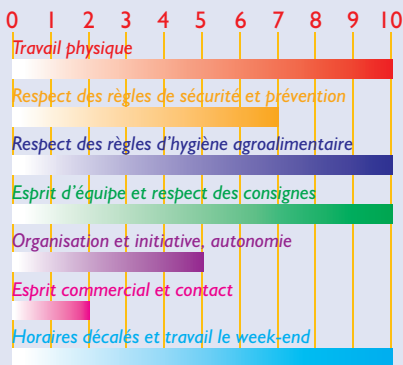 0 1 2 3 4 5 6 7 8 9 10
Travail physique
Respect des règles de sécurité et prévention
Respect des règles d'hygiène agroalimentaire
Esprit d'équipe et respect des consignes
Organisation et initiative, autonomie
Esprit commercial et contact
Horaires décalés et travail le week-end